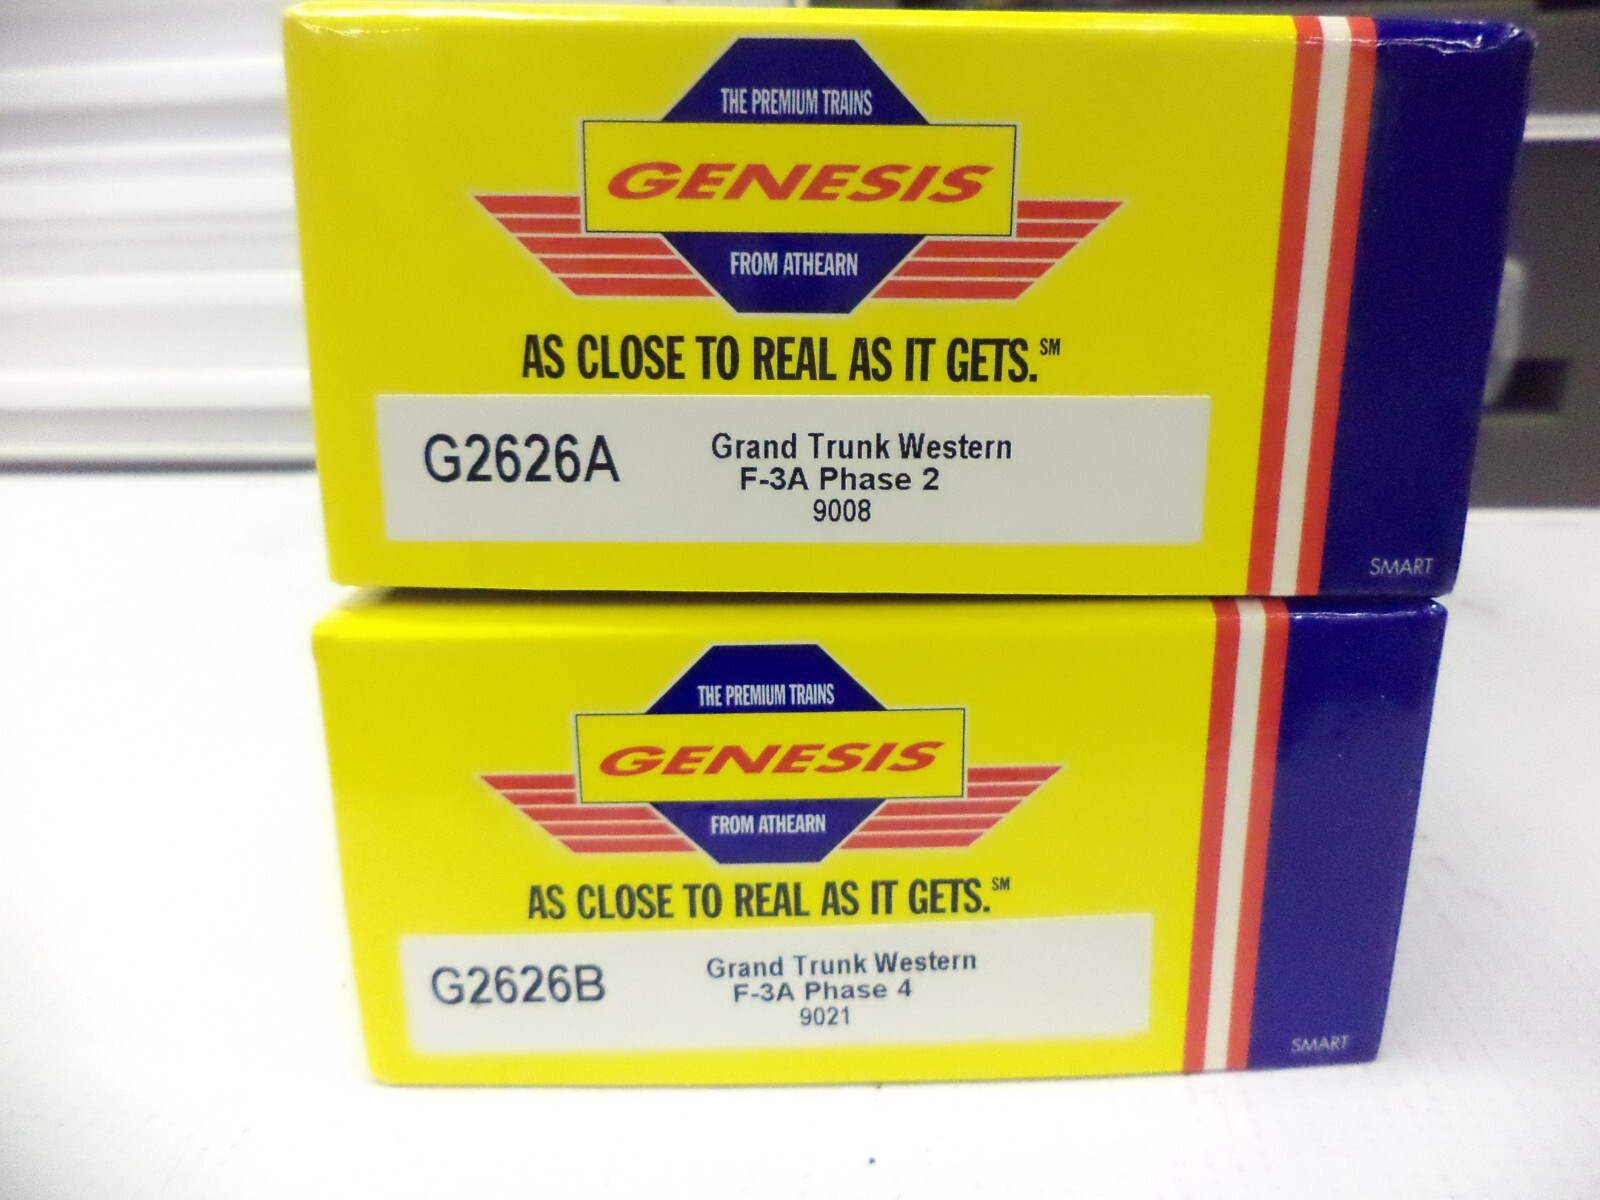 THE PREMIUM TRAINS
GENESIS
FROM ATHEARN
AS CLOSE TO REAL AS IT GETS.℠
G2626A
Grand Trunk Western
F-3A Phase 2
9008
SMART
THE PREMIUM TRAINS
GENESIS
FROM ATHEARN
AS CLOSE TO REAL AS IT GETS.℠
G2626B
Grand Trunk Western
F-3A Phase 4
9021
SMART